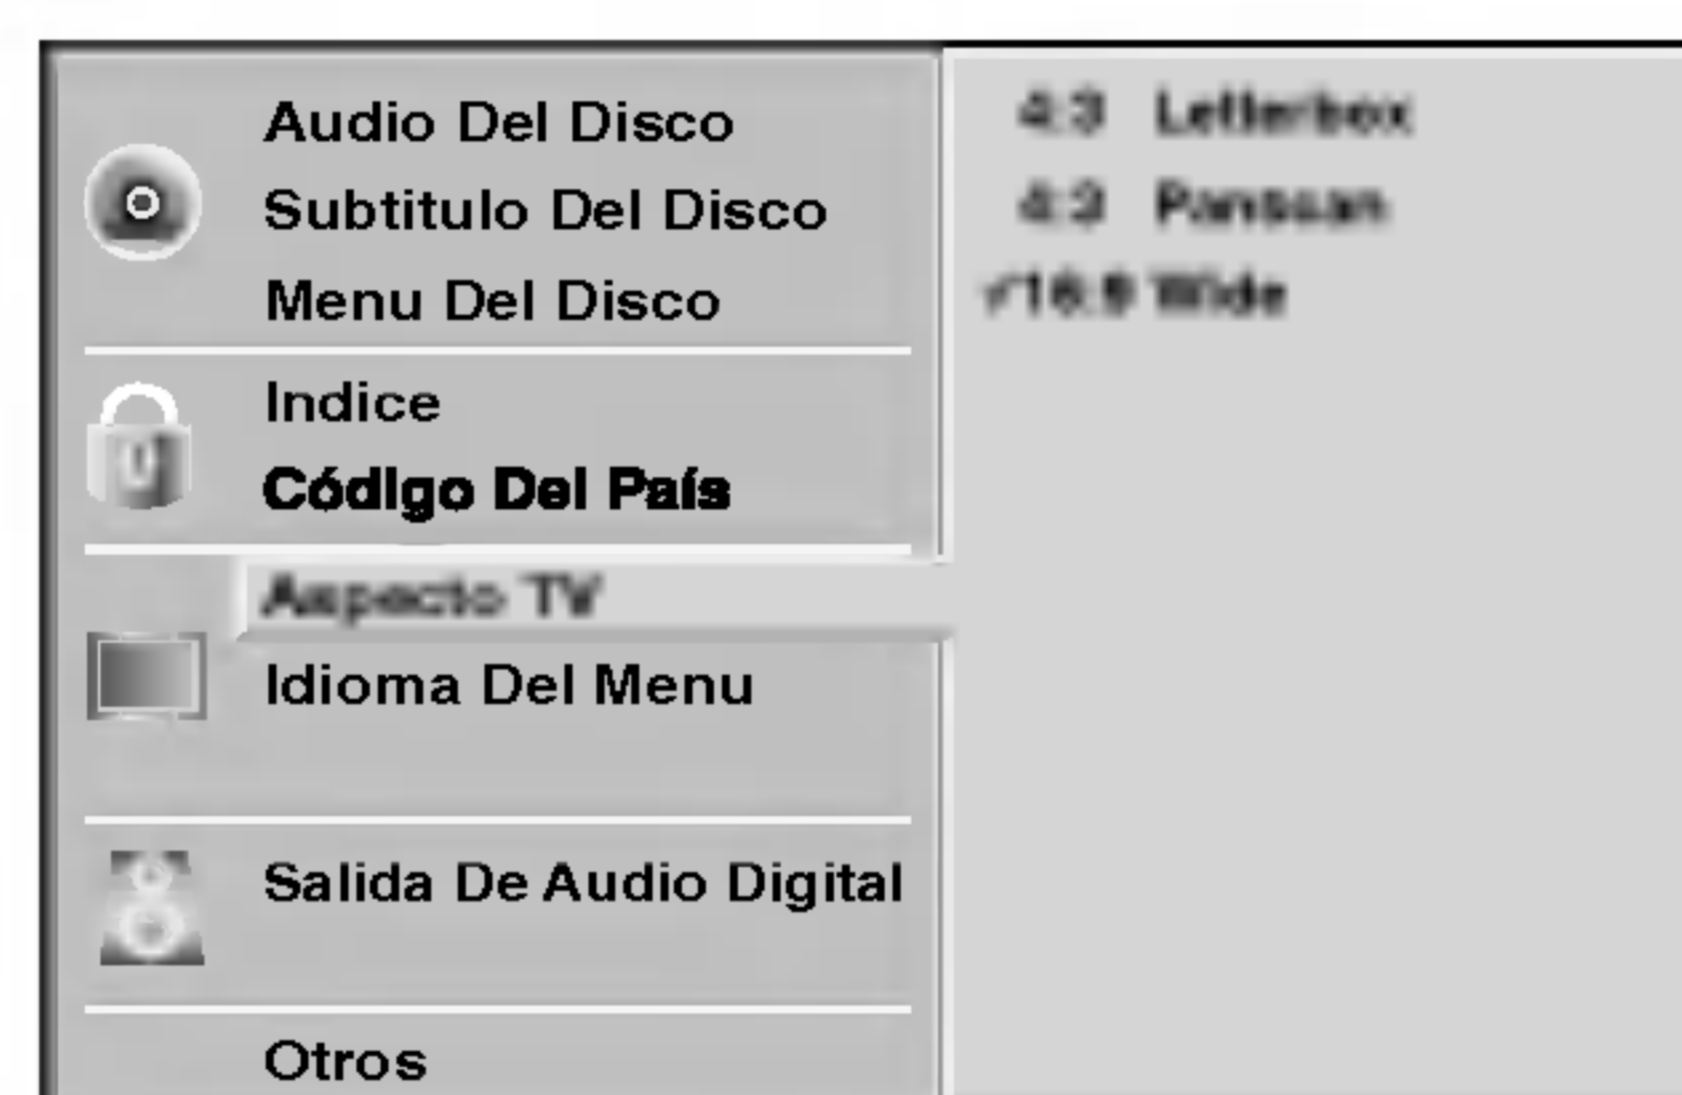 Audio Del Disco
Subtitulo Del Disco
Menu Del Disco
Indice
Código Del País
Aspecto TV
Idioma Del Menu
Salida De Audio Digital
Otros
4:3 Letterbox
4:3 Panscan
✓16:9 Wide